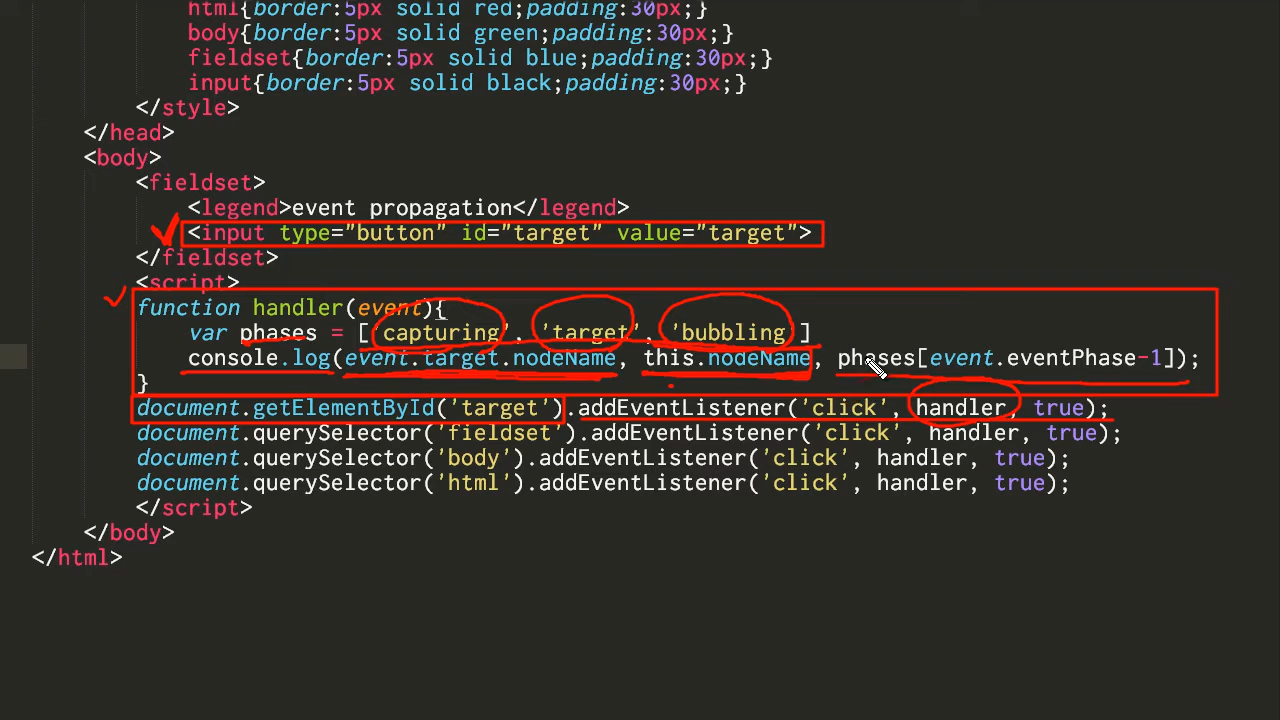 html{border:5px solid red;padding:30px;}
body{border:5px solid green;padding:30px;}
fieldset{border:5px solid blue;padding:30px;}
input{border:5px solid black;padding:30px;}
</style>
</head>
<body>
<fieldset>
<legend>event propagation</legend>
<input type="button" id="target" value="target">
</fieldset>
<script>
function handler(event){
var phases = ['capturing', 'target', 'bubbling']
console.log(event.target.nodeName, this.nodeName, phases[event.eventPhase-1]);
}
document.getElementById('target').addEventListener('click', handler, true);
document.querySelector('fieldset').addEventListener('click', handler, true);
document.querySelector('body').addEventListener('click', handler, true);
document.querySelector('html').addEventListener('click', handler, true);
</script>
</body>
</html>